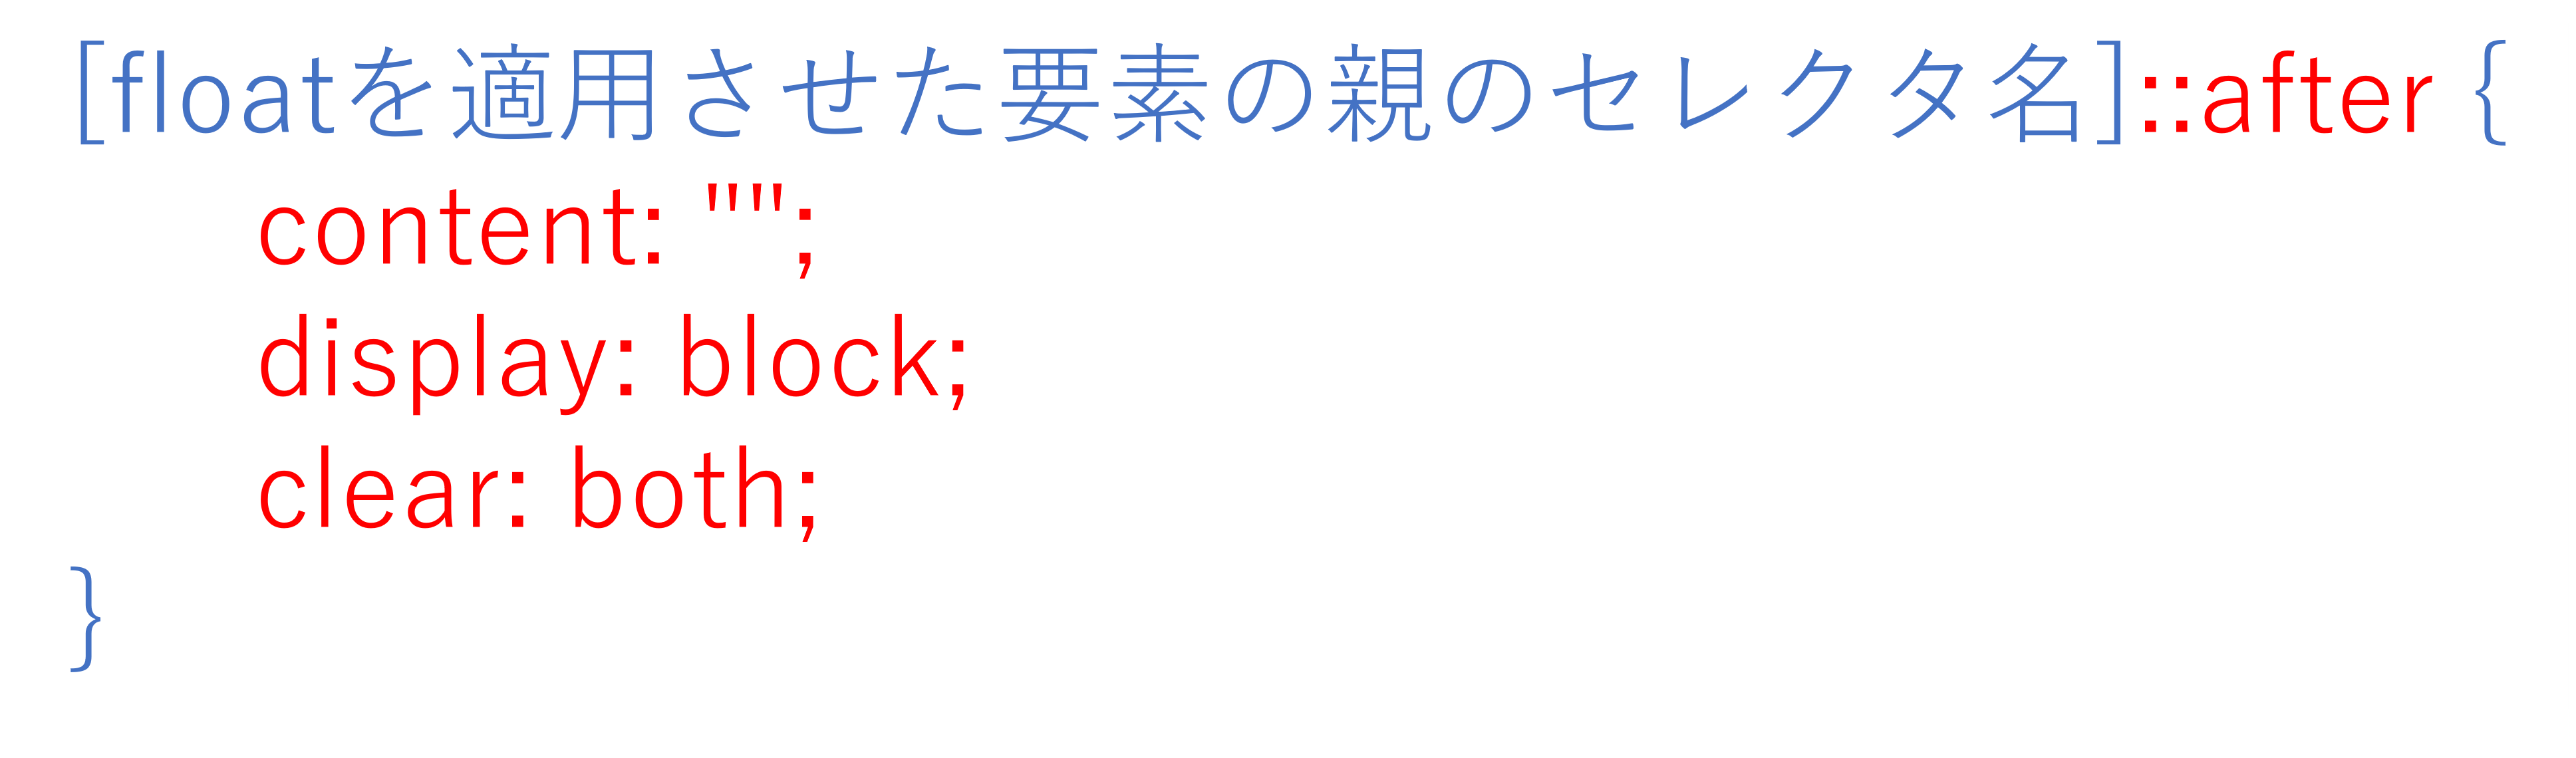 [floatを適用させた要素の親のセレクタ名]::after {
content: "";
display: block;
clear: both;
}